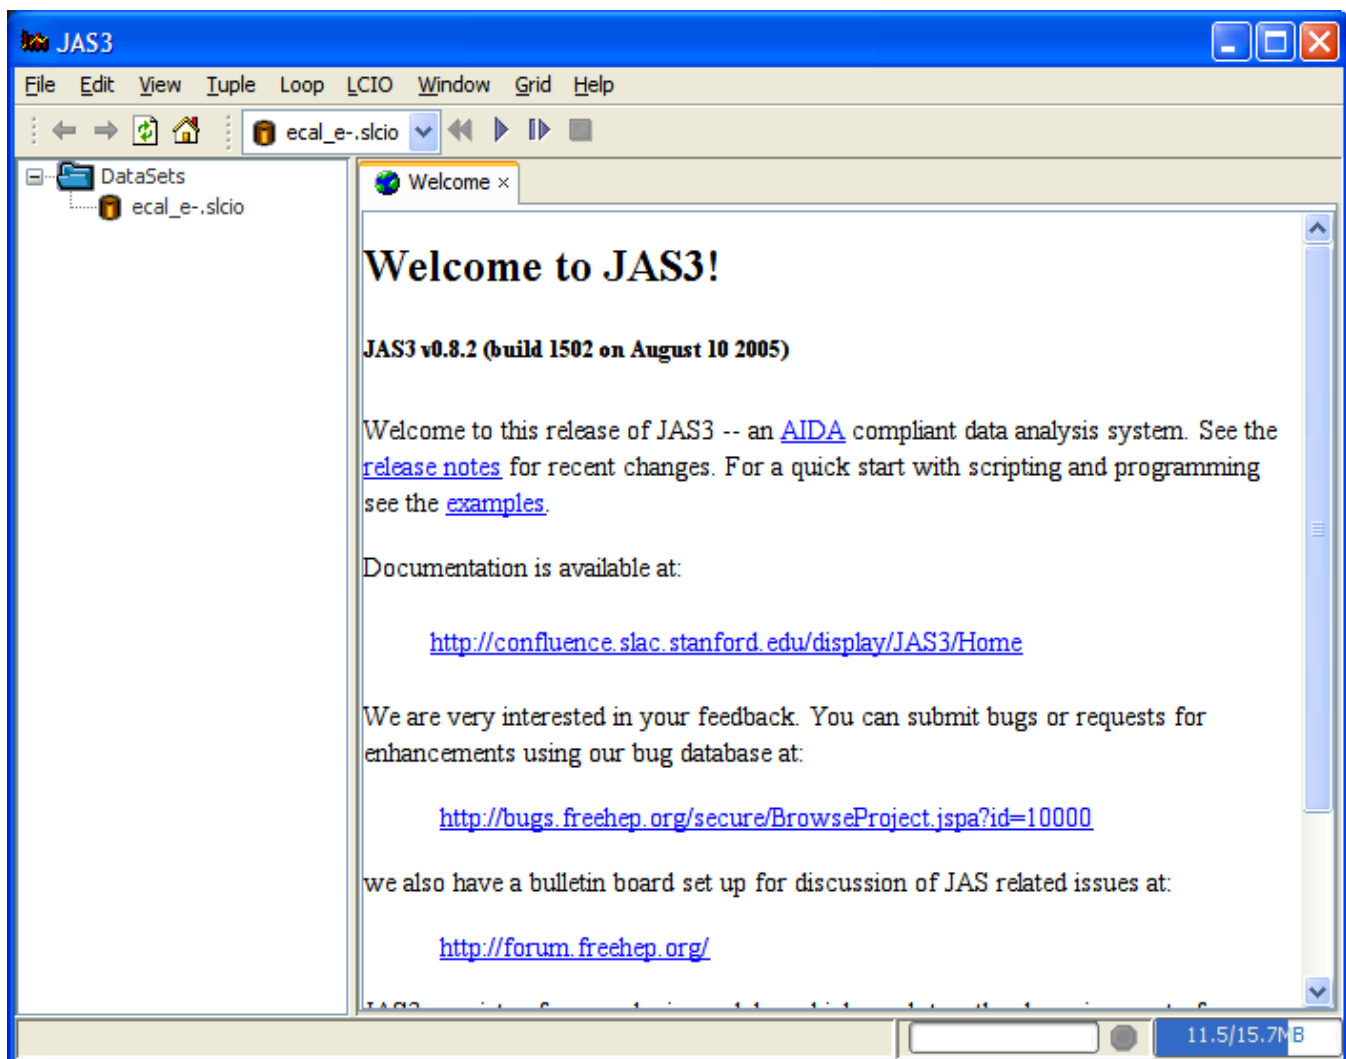 JAS3
File Edit View Tuple Loop LCIO Window Grid Help
ecal_e-.slcio
DataSets
ecal_e-.slcio
Welcome ×
Welcome to JAS3!
JAS3 v0.8.2 (build 1502 on August 10 2005)
Welcome to this release of JAS3 -- an AIDA compliant data analysis system. See the
release notes for recent changes. For a quick start with scripting and programming
see the examples.
Documentation is available at:
http://confluence.slac.stanford.edu/display/JAS3/Home
We are very interested in your feedback. You can submit bugs or requests for
enhancements using our bug database at:
http://bugs.freehep.org/secure/BrowseProject.jspa?id=10000
we also have a bulletin board set up for discussion of JAS related issues at:
http://forum.freehep.org/
11.5/15.7MB